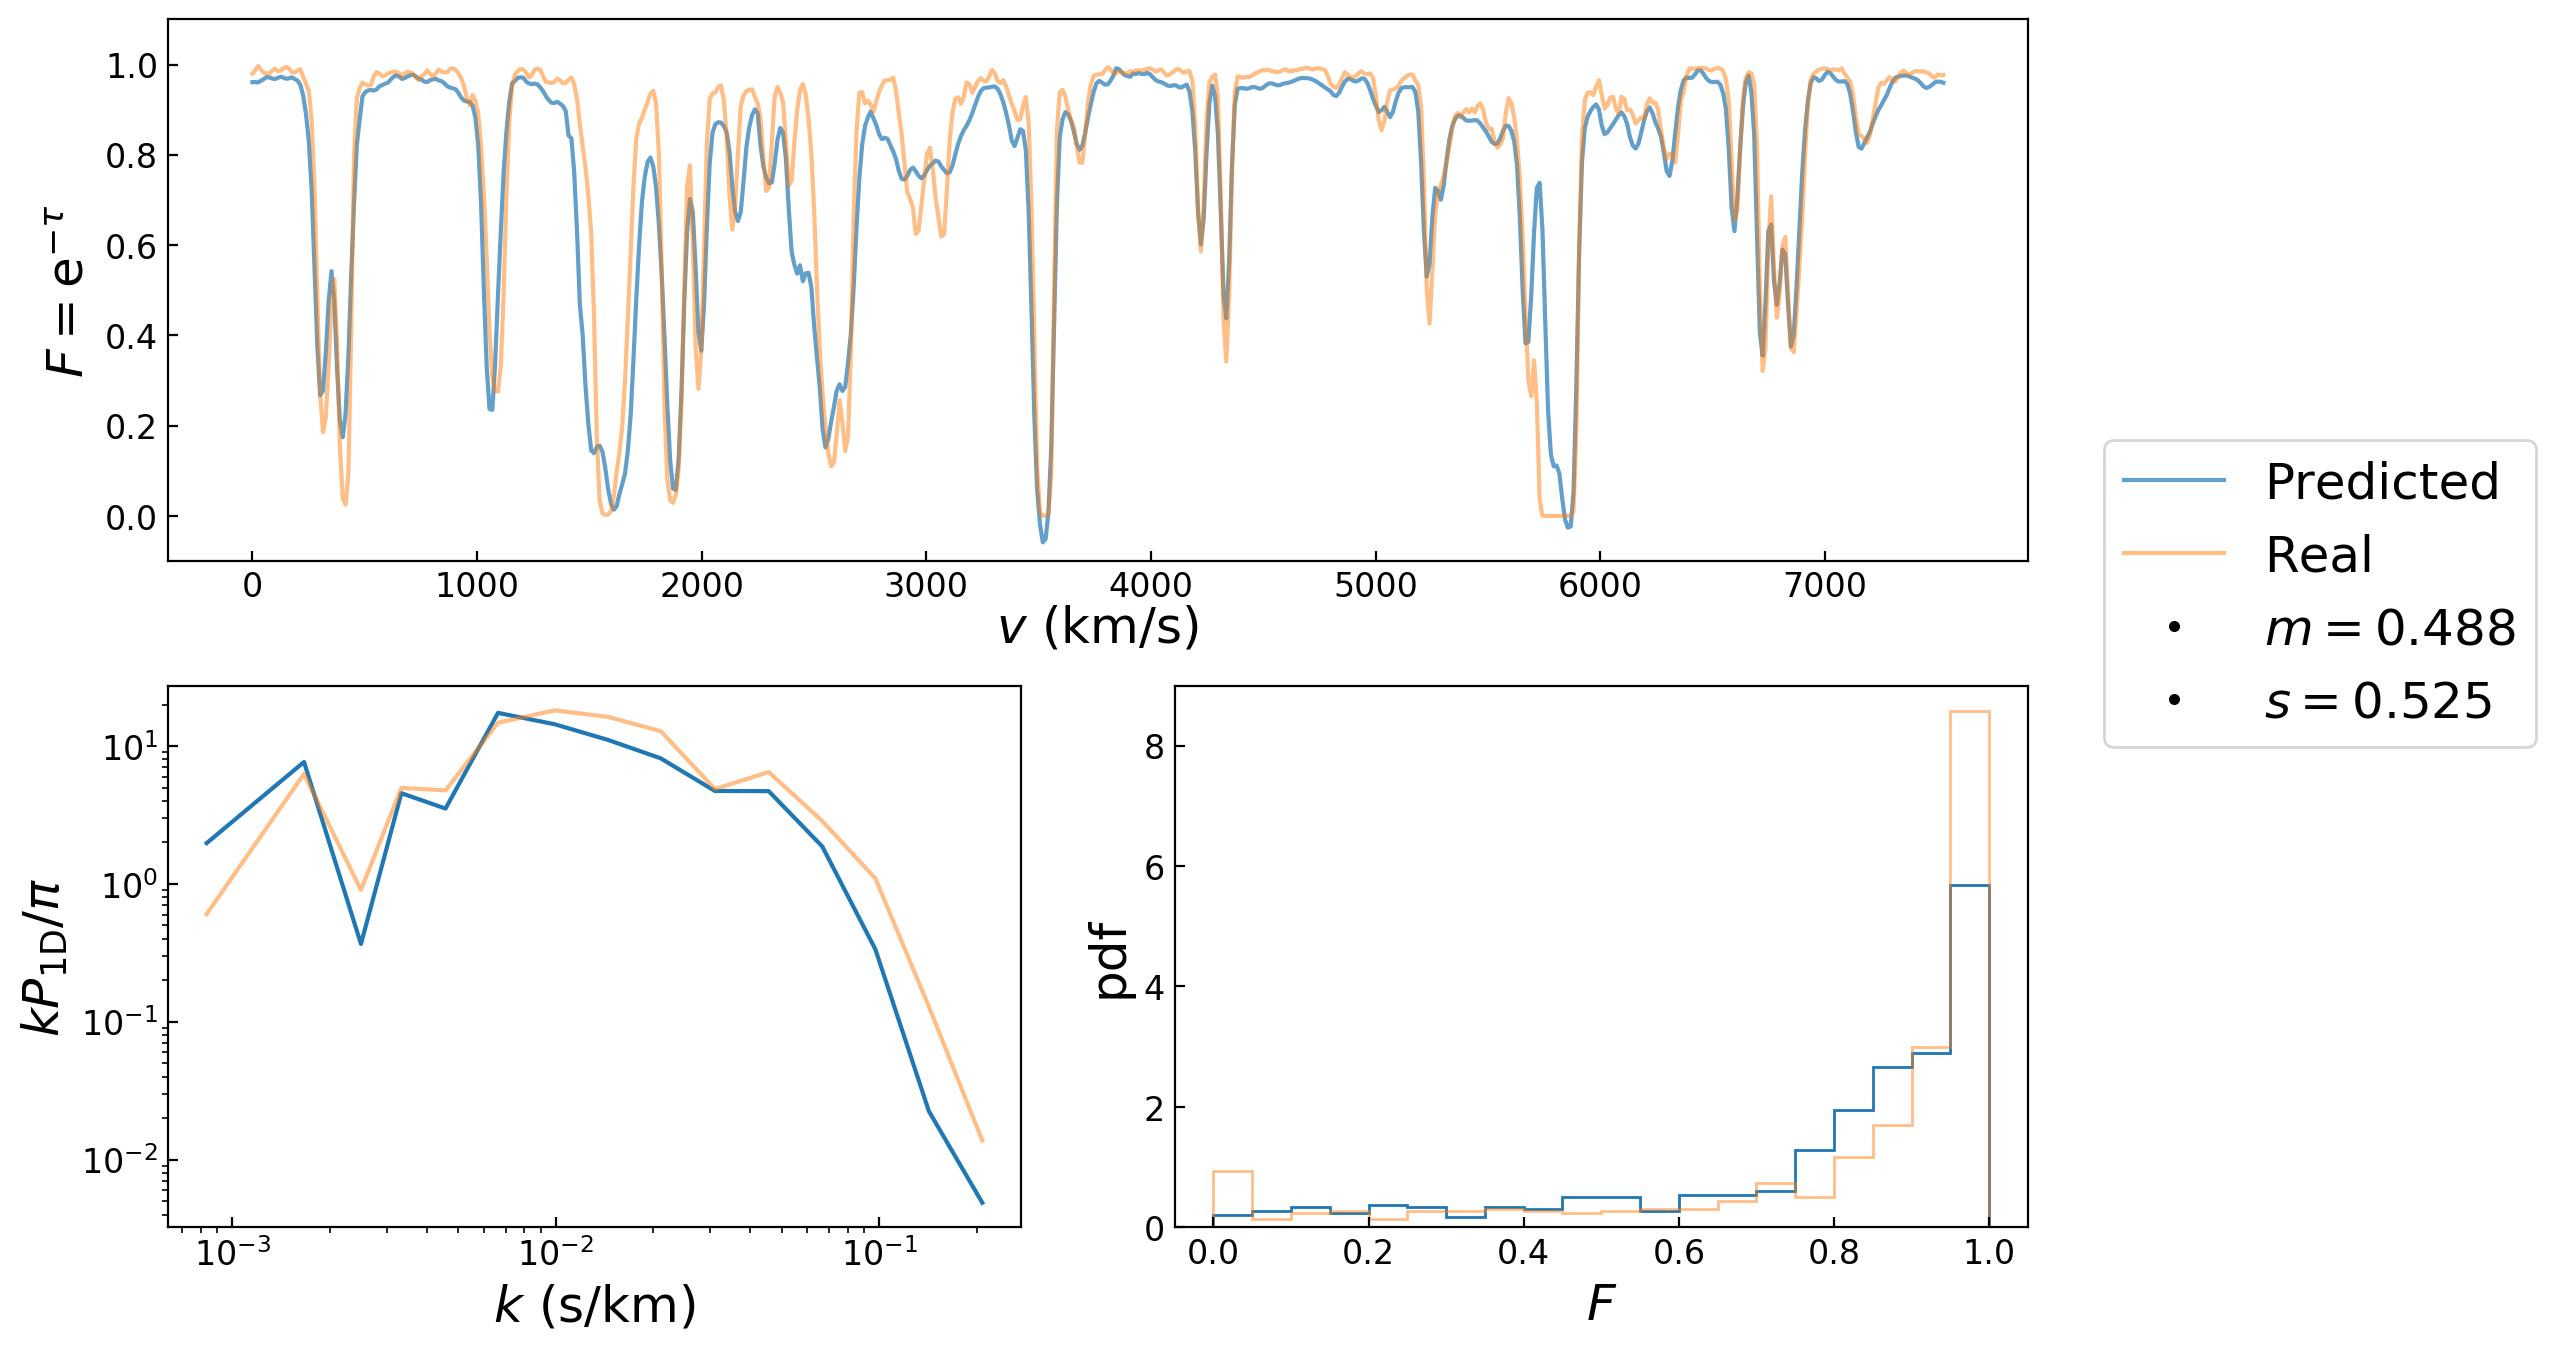 1.0
0.8
0.6
0.4
0.2
0.0
F = e^{−τ}
0 1000 2000 3000 4000 5000 6000 7000
v (km/s)
Predicted
Real
m = 0.488
s = 0.525
10^1
10^0
10^{−1}
10^{−2}
kP_{1D}/π
10^{−3} 10^{−2} 10^{−1}
k (s/km)
8
6
4
2
0
pdf
0.0 0.2 0.4 0.6 0.8 1.0
F